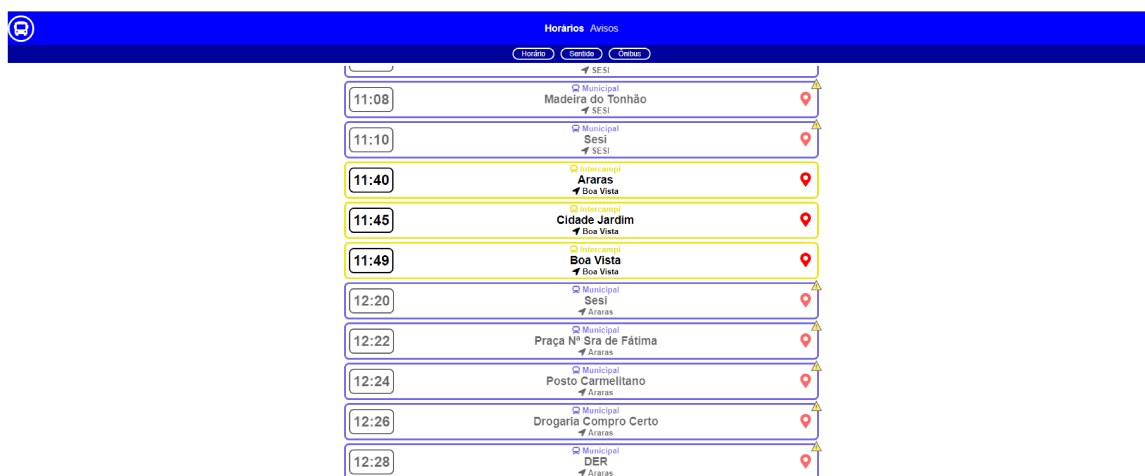 Horários Avisos
Horário Sentido Ônibus
SESI
Municipal
11:08 Madeira do Tonhão
SESI
Municipal
11:10 Sesi
SESI
Intercampi
11:40 Araras
Boa Vista
Intercampi
11:45 Cidade Jardim
Boa Vista
Intercampi
11:49 Boa Vista
Boa Vista
Municipal
12:20 Sesi
Araras
Municipal
12:22 Praça Nª Sra de Fátima
Araras
Municipal
12:24 Posto Carmelitano
Araras
Municipal
12:26 Drogaria Compro Certo
Araras
Municipal
12:28 DER
Araras